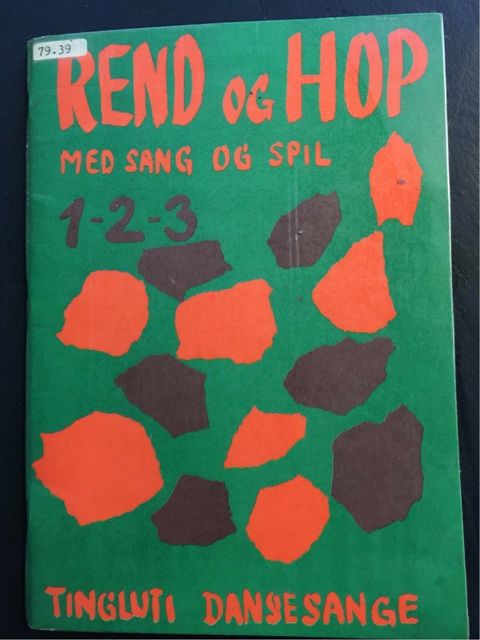 79.39
REND OG HOP
MED SANG OG SPIL
1-2-3
TINGLUTI DANSESANGE